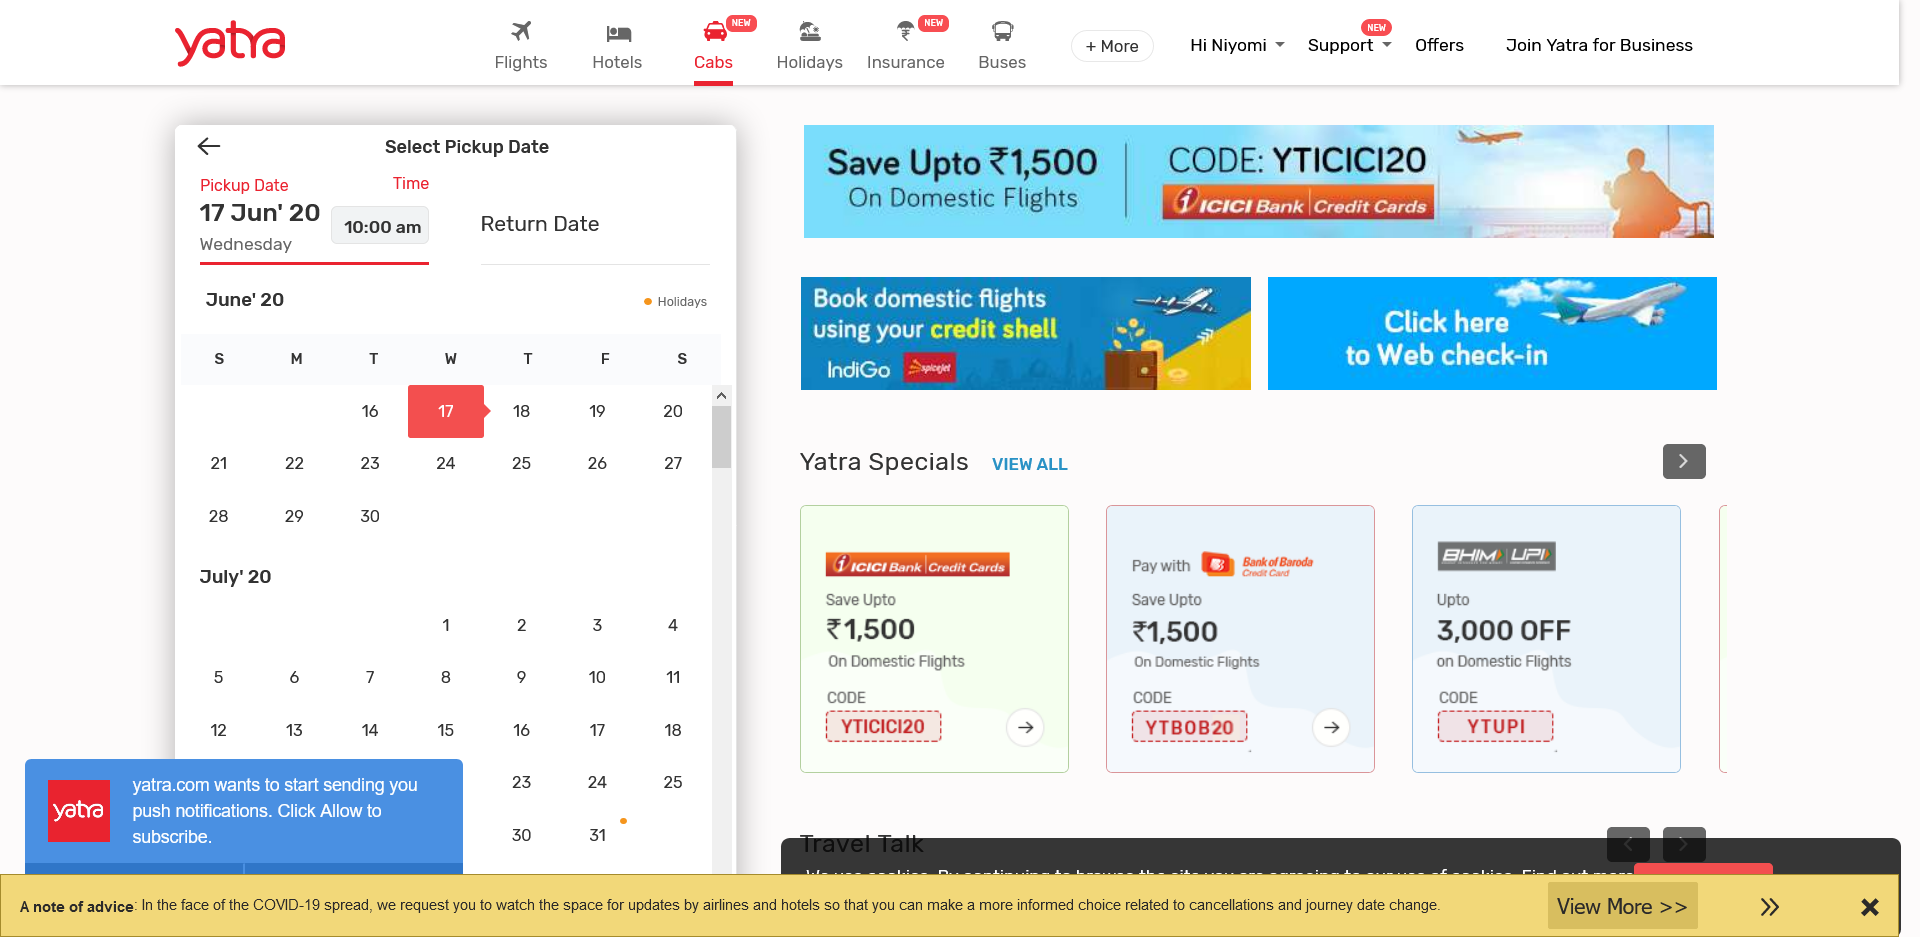 yatra
Flights
Hotels
NEW
Cabs
Holidays
NEW
Insurance
Buses
+ More
Hi Niyomi
NEW
Support
Offers
Join Yatra for Business
Select Pickup Date
Pickup Date
Time
17 Jun' 20
10:00 am
Wednesday
Return Date
June' 20
Holidays
S M T W T F S
16 17 18 19 20
21 22 23 24 25 26 27
28 29 30
July' 20
1 2 3 4
5 6 7 8 9 10 11
12 13 14 15 16 17 18
23 24 25
30 31
Save Upto ₹1,500
On Domestic Flights
CODE: YTICICI20
ICICI Bank Credit Cards
Book domestic flights
using your credit shell
IndiGo spicejet
Click here
to Web check-in
Yatra Specials
VIEW ALL
ICICI Bank Credit Cards
Save Upto
₹1,500
On Domestic Flights
CODE
YTICICI20
Pay with Bank of Baroda
Credit Card
Save Upto
₹1,500
On Domestic Flights
CODE
YTBOB20
BHIM UPI
Upto
3,000 OFF
on Domestic Flights
CODE
YTUPI
Travel Talk
We use cookies. By continuing to browse the site you are agreeing to our use of cookies. Find out more
yatra
yatra.com wants to start sending you
push notifications. Click Allow to
subscribe.
A note of advice: In the face of the COVID-19 spread, we request you to watch the space for updates by airlines and hotels so that you can make a more informed choice related to cancellations and journey date change.
View More >>